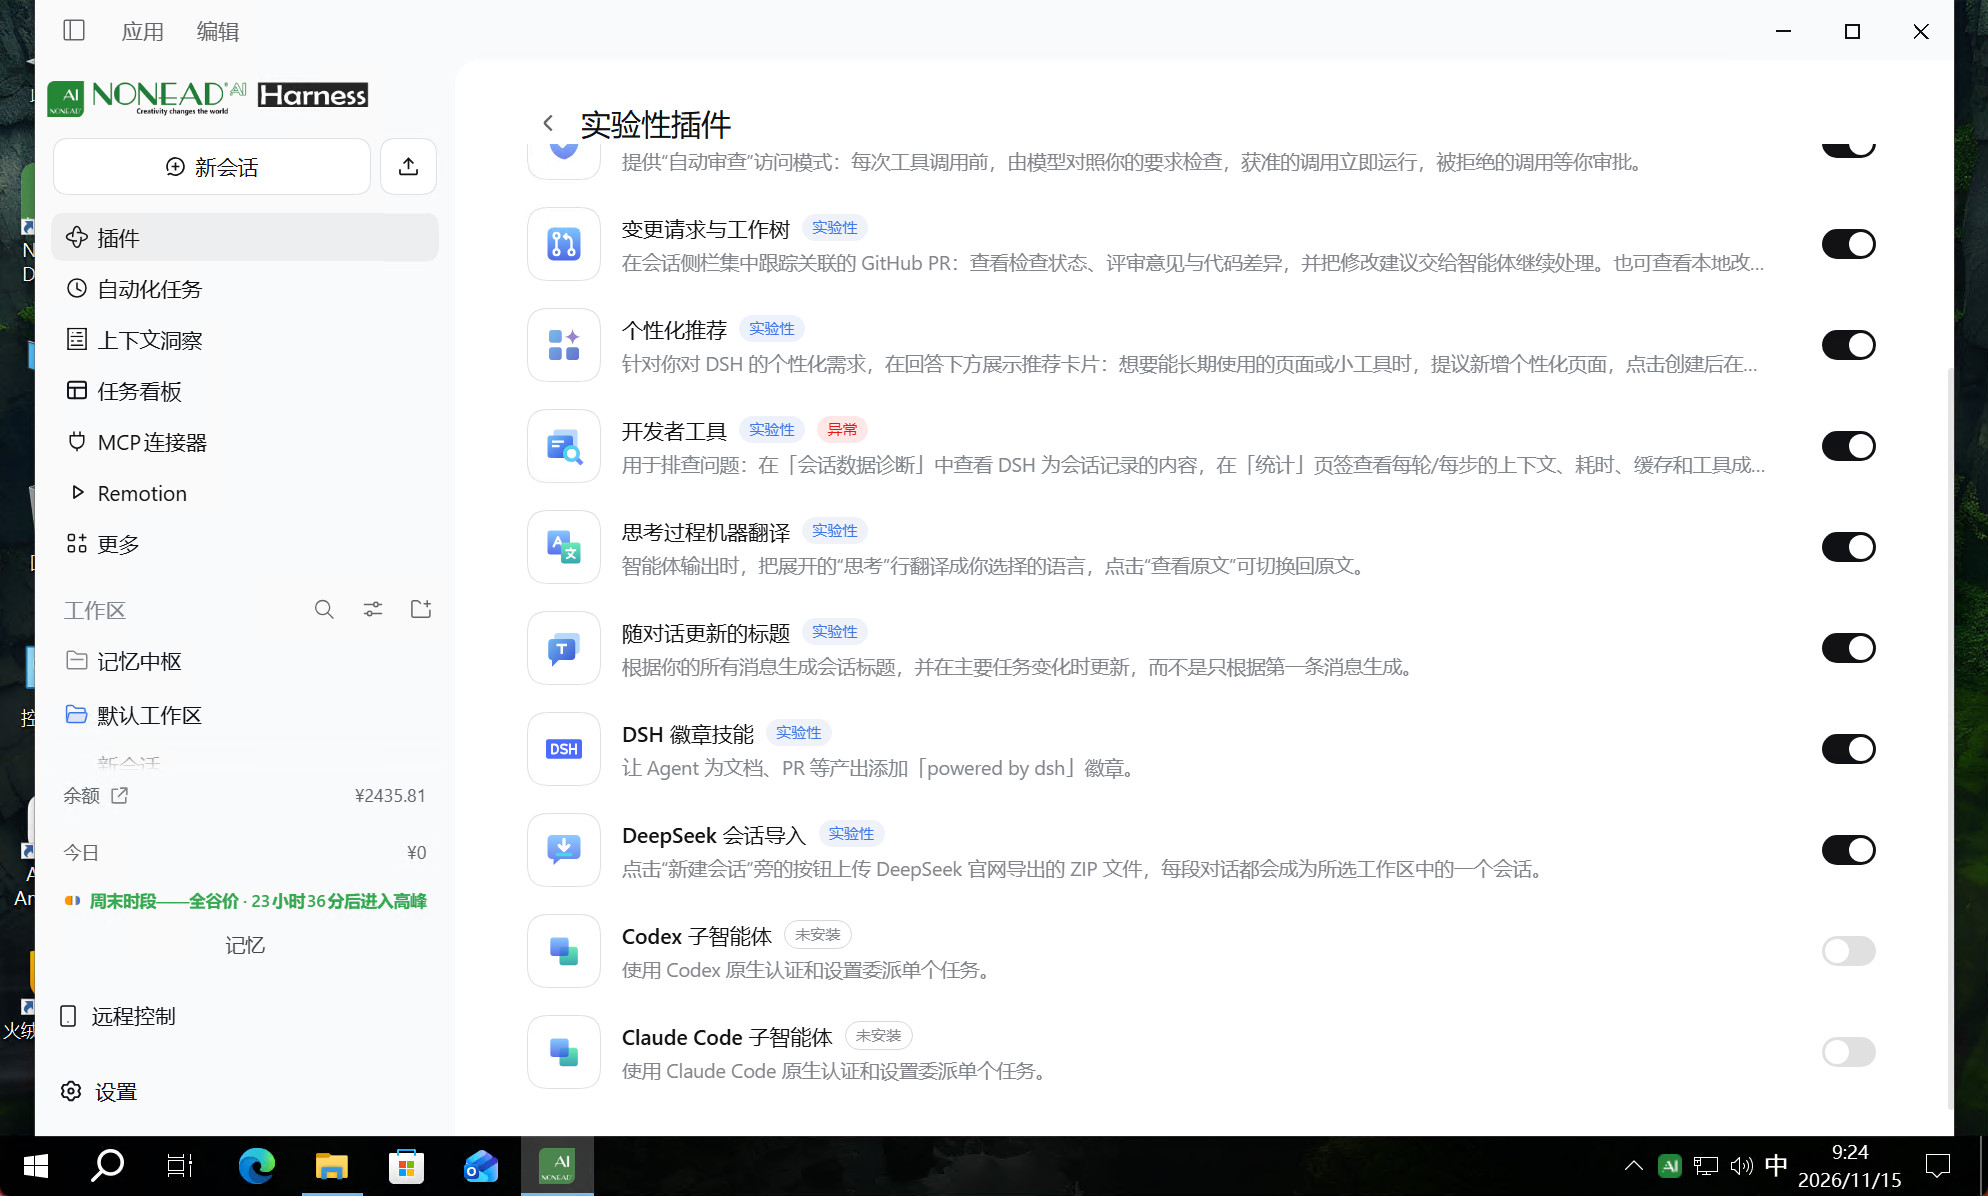 应用 编辑
AI NONEAD NONEAD AI Harness
Creativity changes the world
新会话
插件
自动化任务
上下文洞察
任务看板
MCP 连接器
Remotion
更多
工作区
记忆中枢
默认工作区
新会话
余额 ¥2435.81
今日 ¥0
周末时段——全谷价 · 23小时36分后进入高峰
记忆
远程控制
设置
实验性插件
提供“自动审查”访问模式：每次工具调用前，由模型对照你的要求检查，获准的调用立即运行，被拒绝的调用等你审批。
变更请求与工作树 实验性
在会话侧栏集中跟踪关联的 GitHub PR：查看检查状态、评审意见与代码差异，并把修改建议交给智能体继续处理。也可查看本地改...
个性化推荐 实验性
针对你对 DSH 的个性化需求，在回答下方展示推荐卡片：想要能长期使用的页面或小工具时，提议新增个性化页面，点击创建后在...
开发者工具 实验性 异常
用于排查问题：在「会话数据诊断」中查看 DSH 为会话记录的内容，在「统计」页签查看每轮/每步的上下文、耗时、缓存和工具成...
思考过程机器翻译 实验性
智能体输出时，把展开的“思考”行翻译成你选择的语言，点击“查看原文”可切换回原文。
随对话更新的标题 实验性
根据你的所有消息生成会话标题，并在主要任务变化时更新，而不是只根据第一条消息生成。
DSH
DSH 徽章技能 实验性
让 Agent 为文档、PR 等产出添加「powered by dsh」徽章。
DeepSeek 会话导入 实验性
点击“新建会话”旁的按钮上传 DeepSeek 官网导出的 ZIP 文件，每段对话都会成为所选工作区中的一个会话。
Codex 子智能体 未安装
使用 Codex 原生认证和设置委派单个任务。
Claude Code 子智能体 未安装
使用 Claude Code 原生认证和设置委派单个任务。
AI NONEAD
AI
中
9:24
2026/11/15